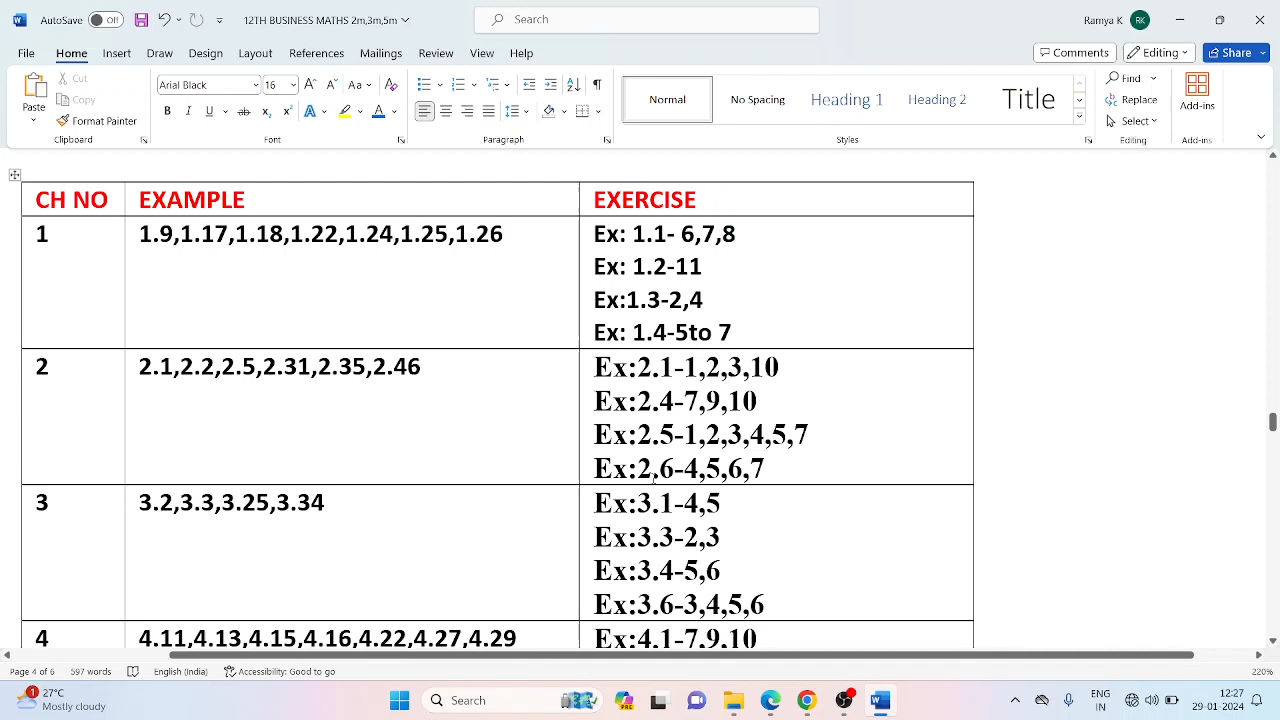 AutoSave Off 12TH BUSINESS MATHS 2m,3m,5m Search Ramya K RK
File Home Insert Draw Design Layout References Mailings Review View Help Comments Editing Share
Paste Cut Copy Format Painter Arial Black 16 Normal No Spacing Heading 1 Heading 2 Title Find Replace Select Add-ins
Clipboard Font Paragraph Styles Editing Add-ins
CH NO EXAMPLE EXERCISE
1 1.9,1.17,1.18,1.22,1.24,1.25,1.26 Ex: 1.1- 6,7,8
Ex: 1.2-11
Ex:1.3-2,4
Ex: 1.4-5to 7
2 2.1,2.2,2.5,2.31,2.35,2.46 Ex:2.1-1,2,3,10
Ex:2.4-7,9,10
Ex:2.5-1,2,3,4,5,7
Ex:2.6-4,5,6,7
3 3.2,3.3,3.25,3.34 Ex:3.1-4,5
Ex:3.3-2,3
Ex:3.4-5,6
Ex:3.6-3,4,5,6
4 4.11,4.13,4.15,4.16,4.22,4.27,4.29 Ex:4.1-7,9,10
Page 4 of 6 597 words English (India) Accessibility: Good to go 220%
27°C Mostly cloudy Search ENG IN 12:27 29-01-2024